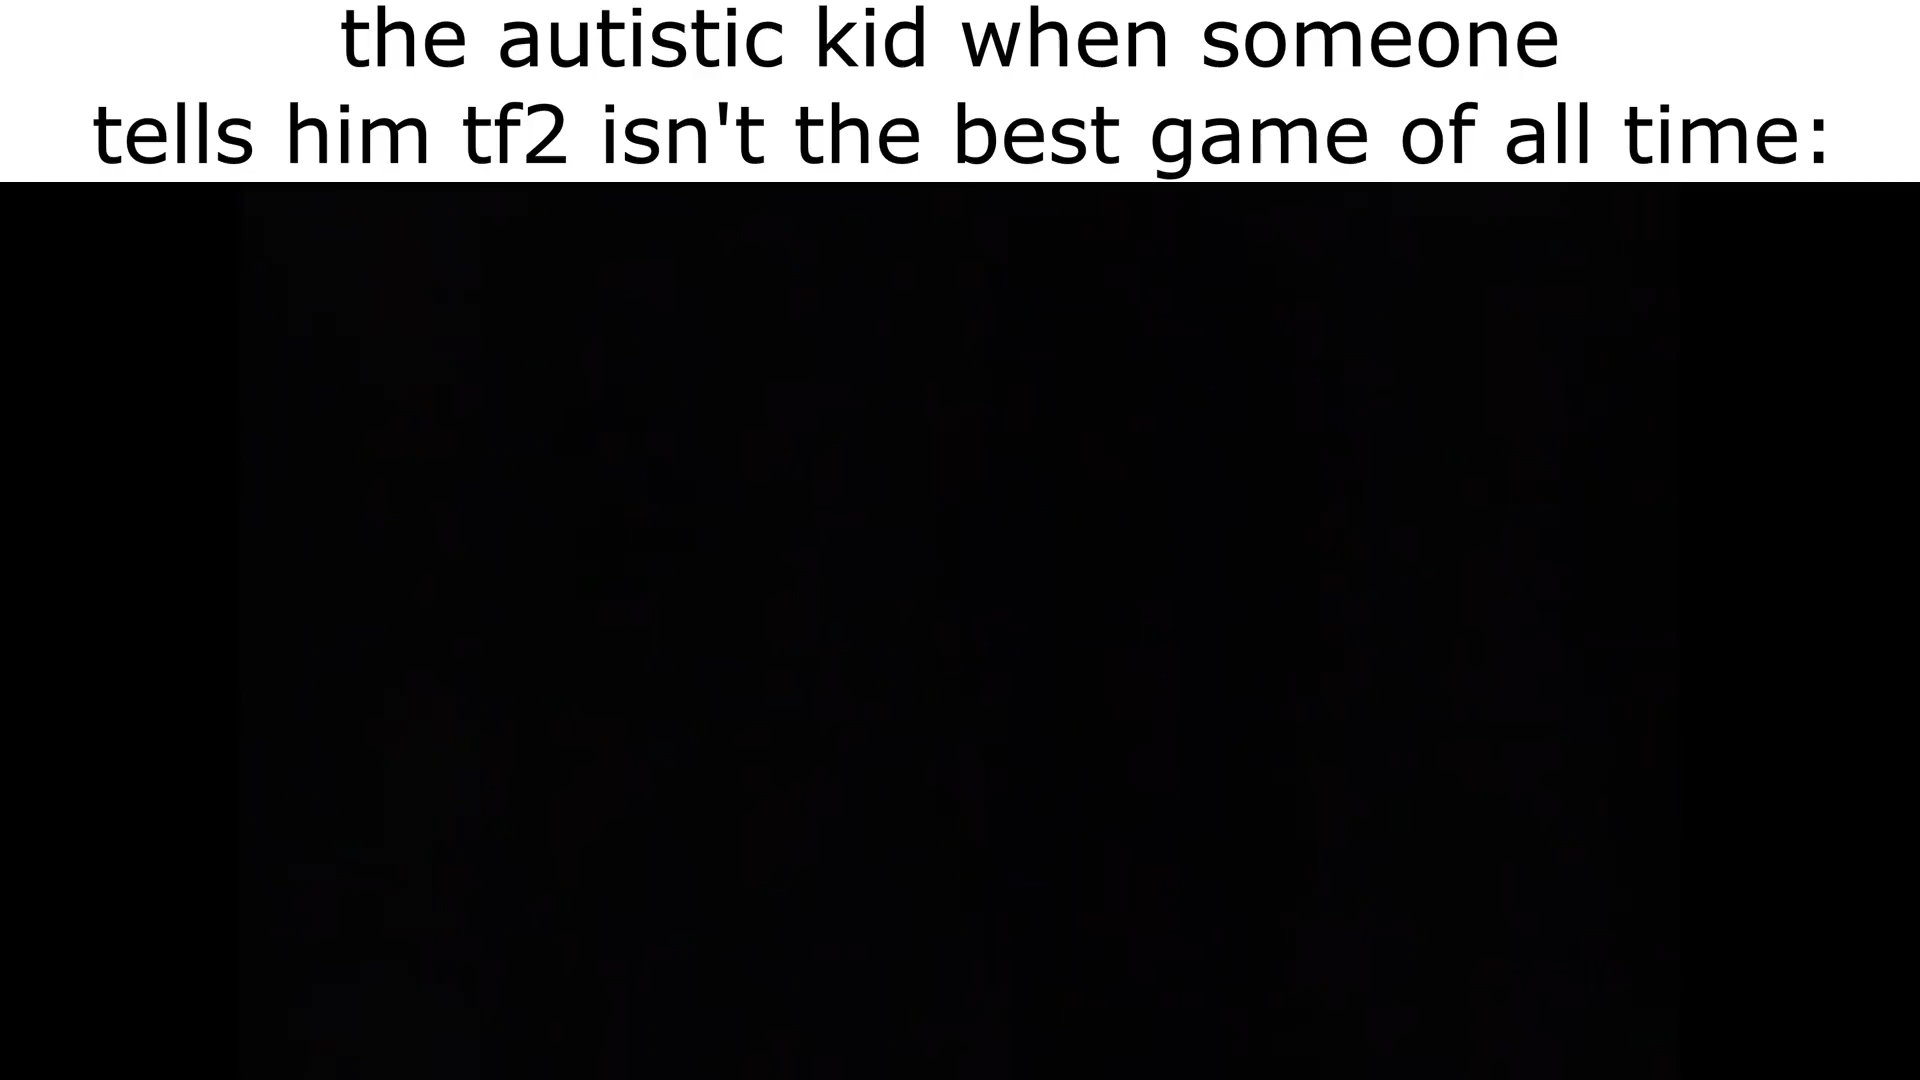 the autistic kid when someone
tells him tf2 isn't the best game of all time: